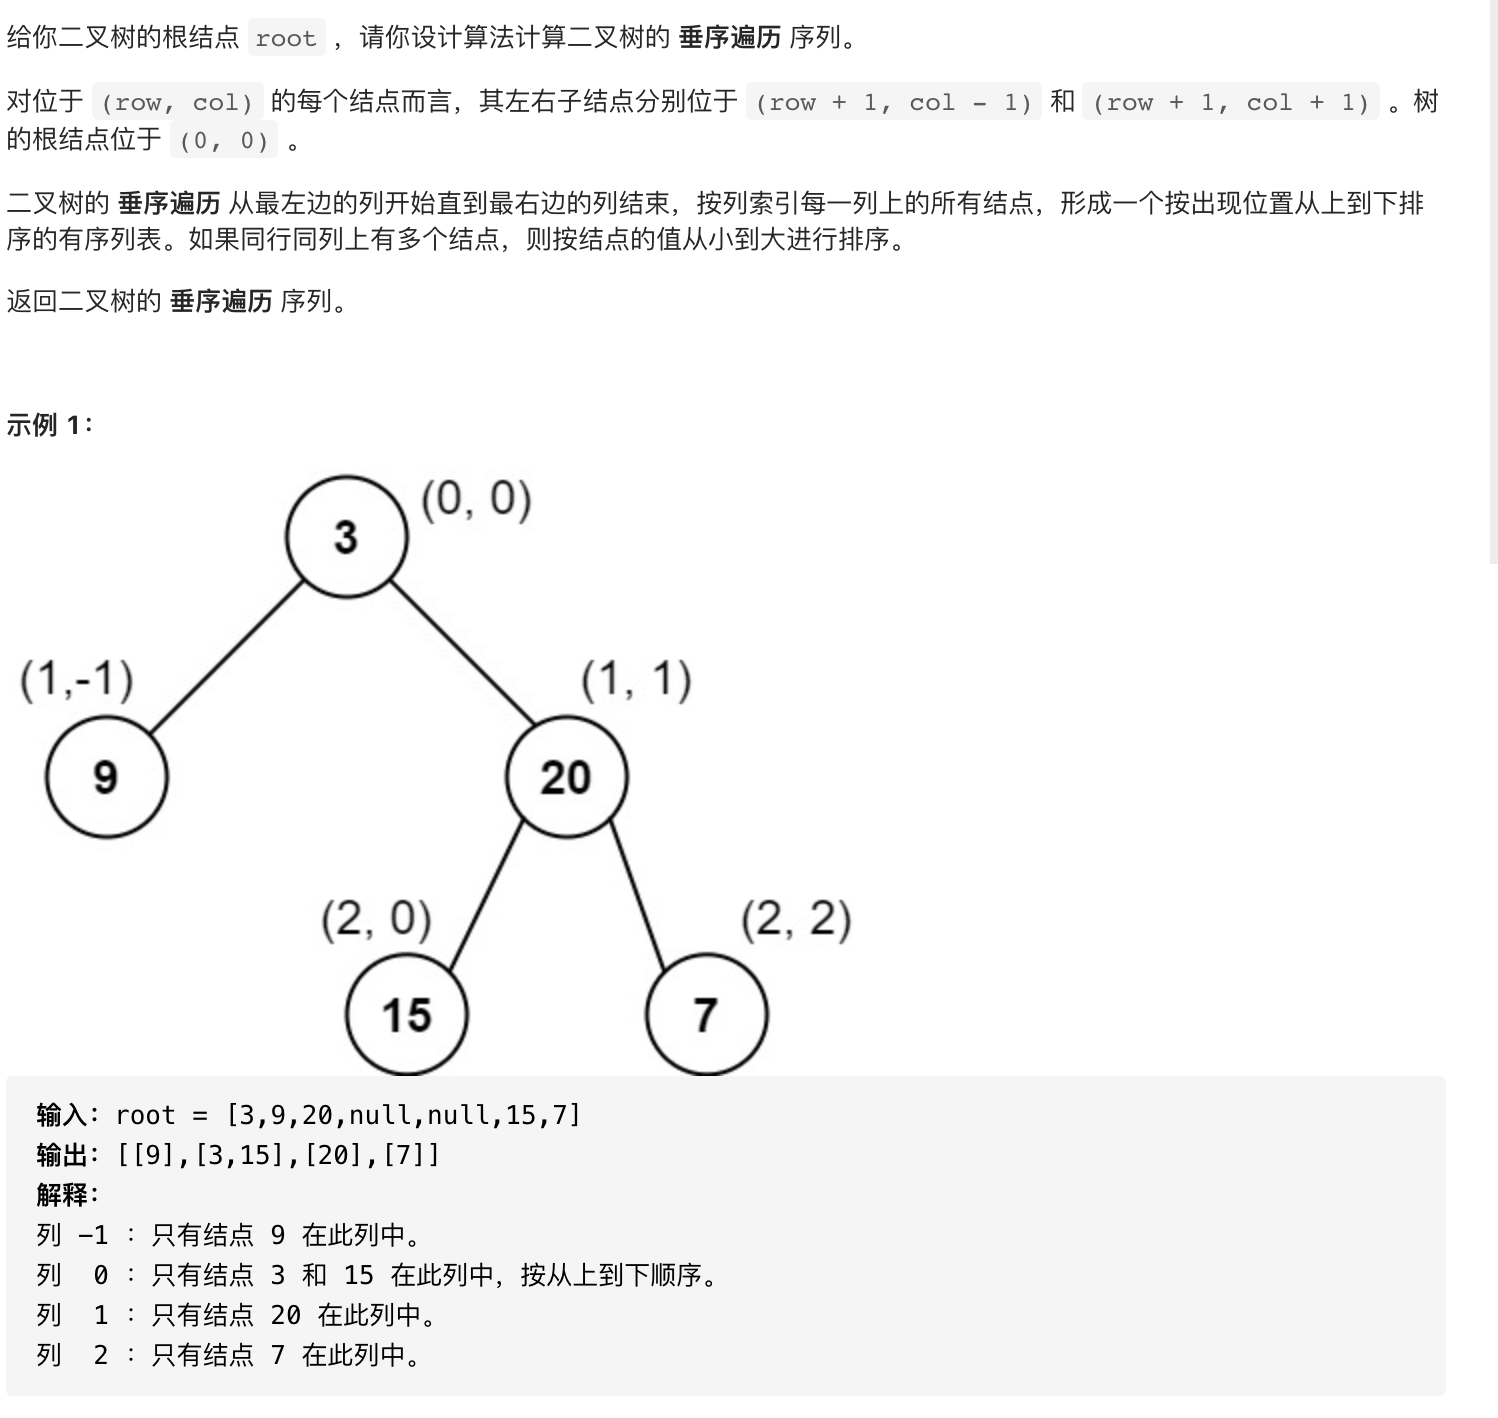 给你二叉树的根结点 root ，请你设计算法计算二叉树的 垂序遍历 序列。
对位于 (row, col) 的每个结点而言，其左右子结点分别位于 (row + 1, col - 1) 和 (row + 1, col + 1) 。树
的根结点位于 (0, 0) 。
二叉树的 垂序遍历 从最左边的列开始直到最右边的列结束，按列索引每一列上的所有结点，形成一个按出现位置从上到下排
序的有序列表。如果同行同列上有多个结点，则按结点的值从小到大进行排序。
返回二叉树的 垂序遍历 序列。
示例 1：
(0, 0)
3
(1,-1)
(1, 1)
9
20
(2, 0)
(2, 2)
15
7
输入：root = [3,9,20,null,null,15,7]
输出：[[9],[3,15],[20],[7]]
解释：
列 -1 ：只有结点 9 在此列中。
列  0 ：只有结点 3 和 15 在此列中，按从上到下顺序。
列  1 ：只有结点 20 在此列中。
列  2 ：只有结点 7 在此列中。